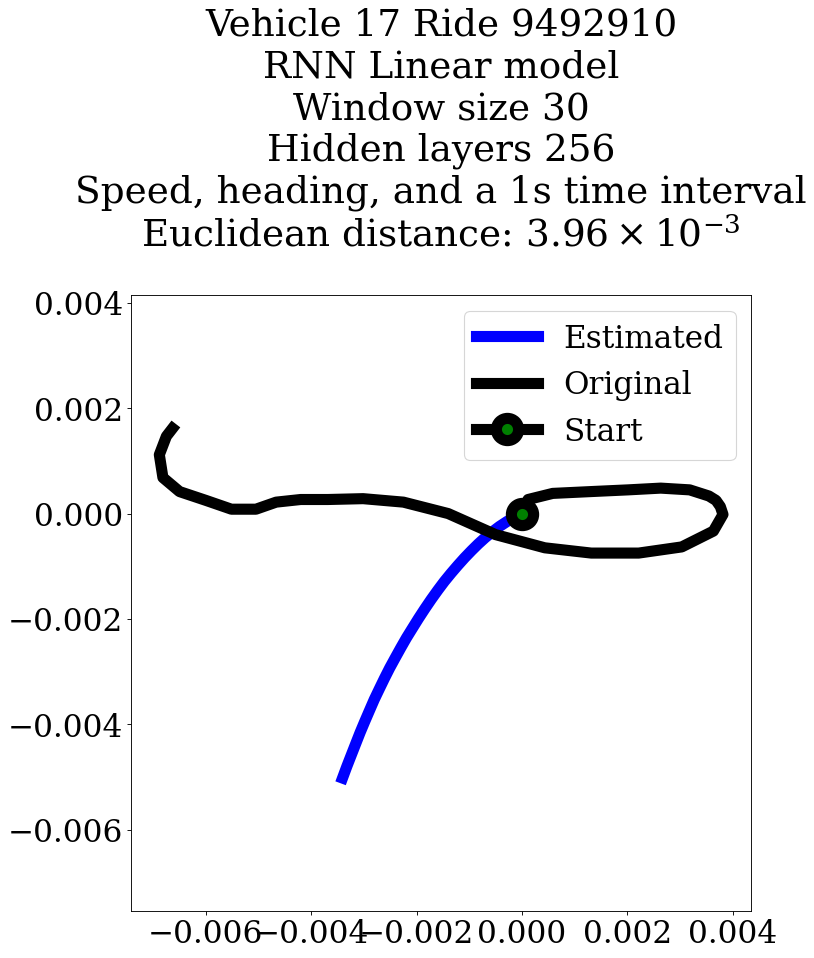 Vehicle 17 Ride 9492910
RNN Linear model
Window size 30
Hidden layers 256
Speed, heading, and a 1s time interval
Euclidean distance: 3.96 × 10⁻³
Estimated
Original
Start
0.004
0.002
0.000
−0.002
−0.004
−0.006
−0.006 −0.004 −0.002 0.000 0.002 0.004